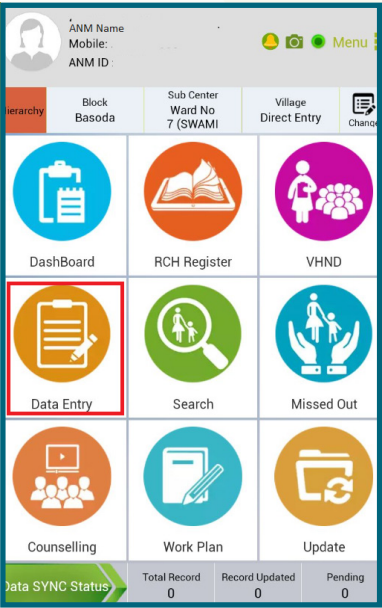 ANM Name
Mobile:
ANM ID :
Menu
Hierarchy
Block
Basoda
Sub Center
Ward No
7 (SWAMI
Village
Direct Entry
Change
DashBoard
RCH Register
VHND
Data Entry
Search
Missed Out
Counselling
Work Plan
Update
Data SYNC Status
Total Record
0
Record Updated
0
Pending
0